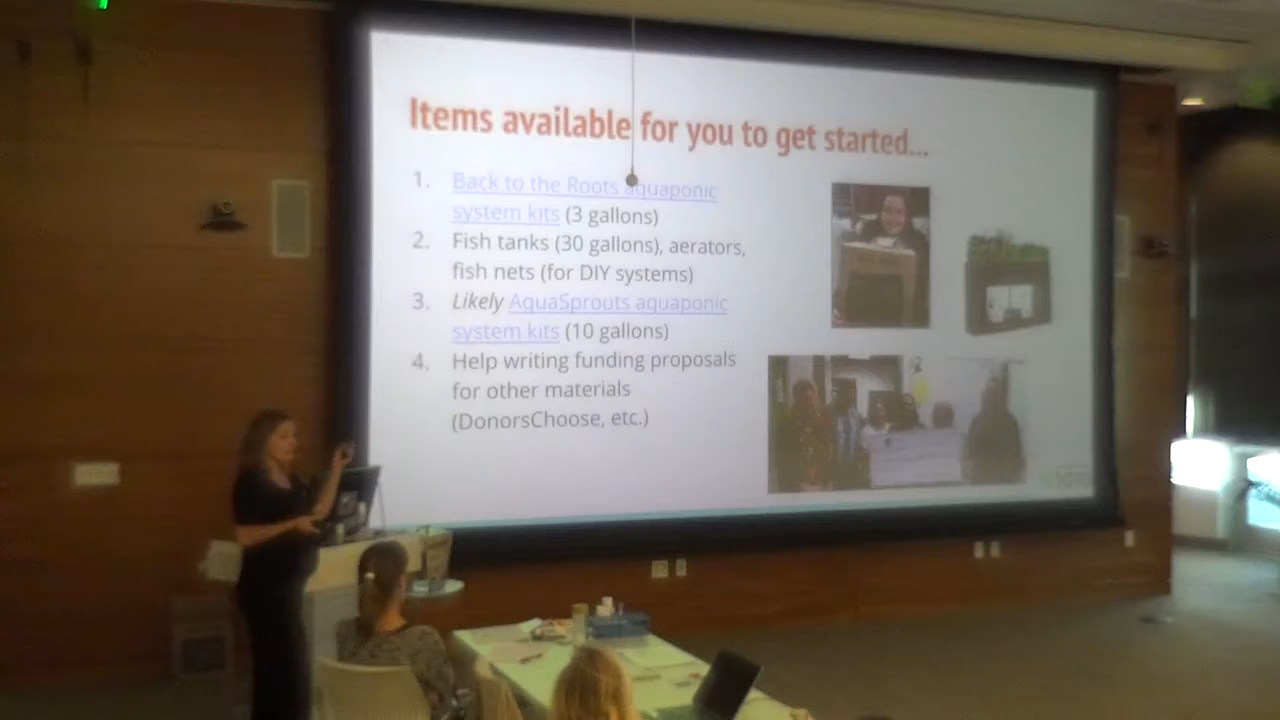 Items available for you to get started...
1. Back to the Roots aquaponic
system kits (3 gallons)
2. Fish tanks (30 gallons), aerators,
fish nets (for DIY systems)
3. Likely AquaSprouts aquaponic
system kits (10 gallons)
4. Help writing funding proposals
for other materials
(DonorsChoose, etc.)